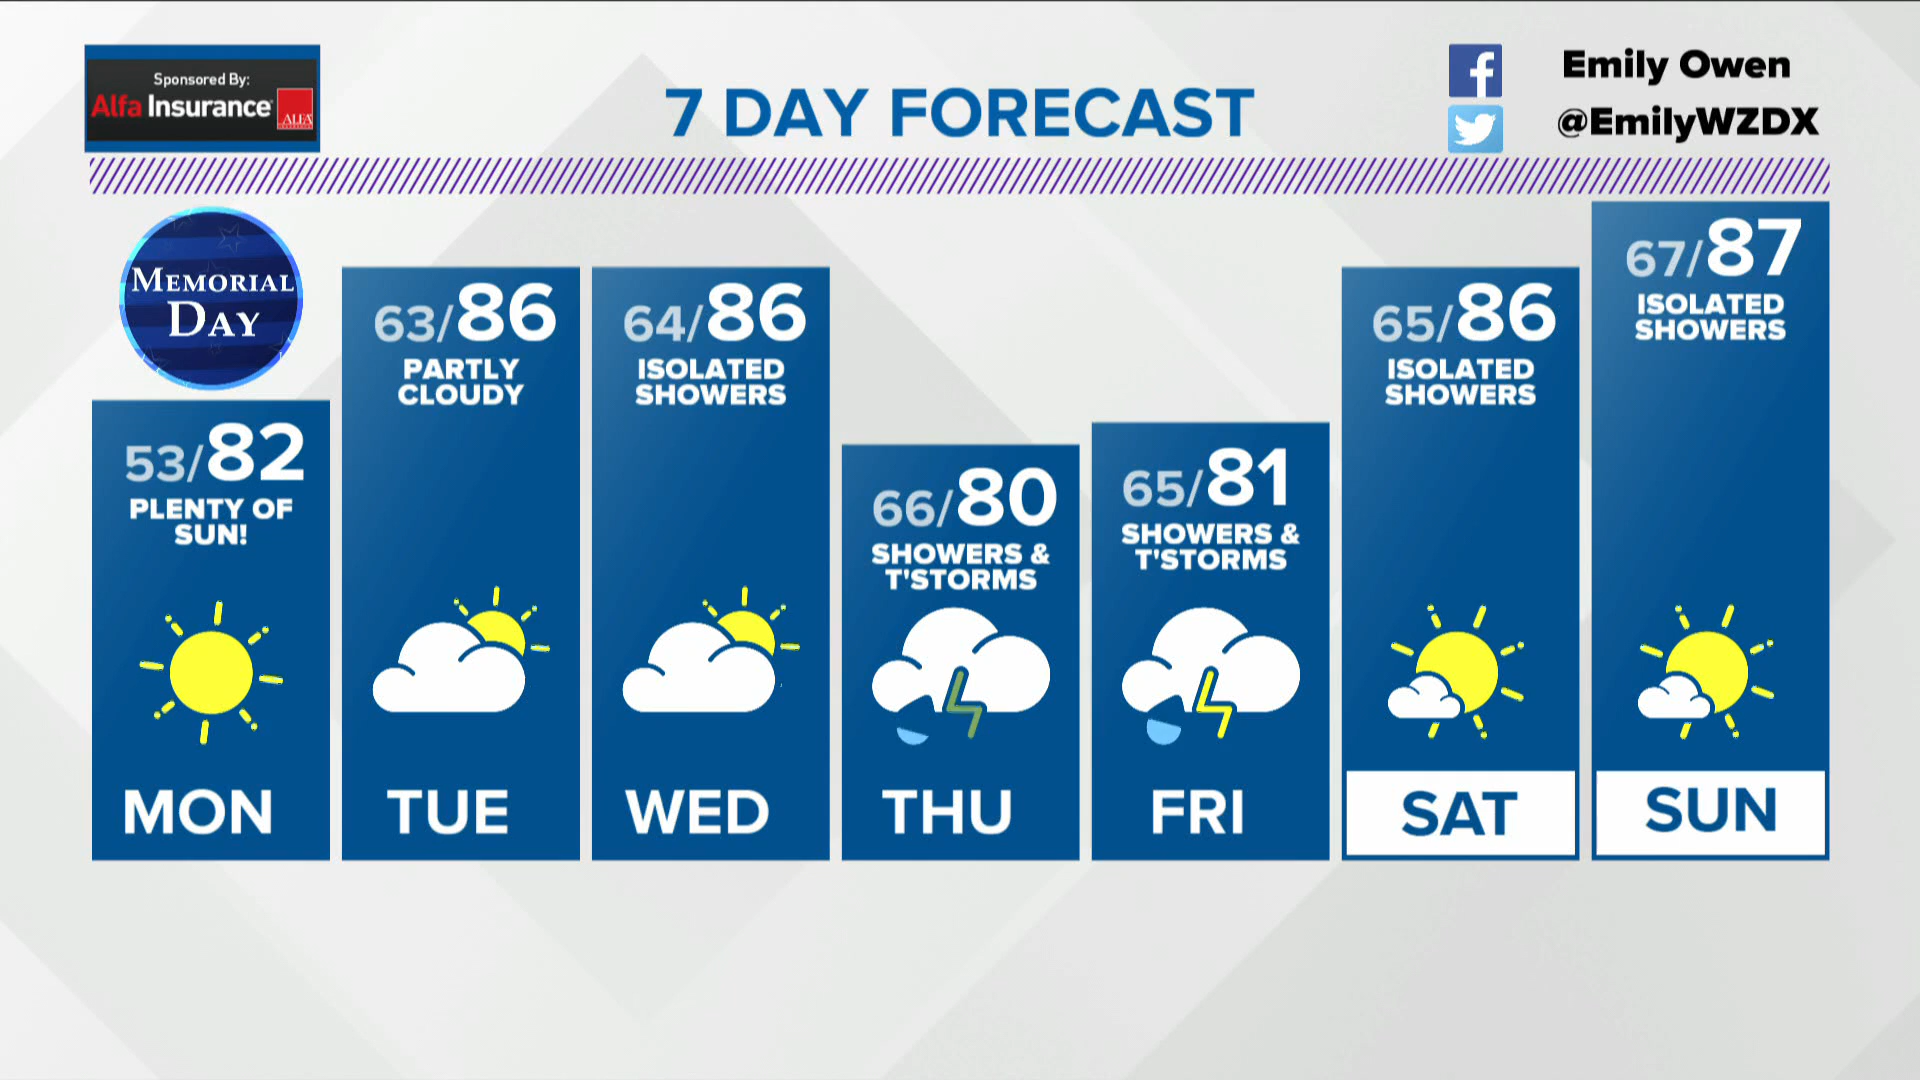 Sponsored By:
Alfa Insurance
ALFA
7 DAY FORECAST
Emily Owen
@EmilyWZDX
MEMORIAL
DAY
53/82
PLENTY OF
SUN!
MON
63/86
PARTLY
CLOUDY
TUE
64/86
ISOLATED
SHOWERS
WED
66/80
SHOWERS &
T'STORMS
THU
65/81
SHOWERS &
T'STORMS
FRI
65/86
ISOLATED
SHOWERS
SAT
67/87
ISOLATED
SHOWERS
SUN